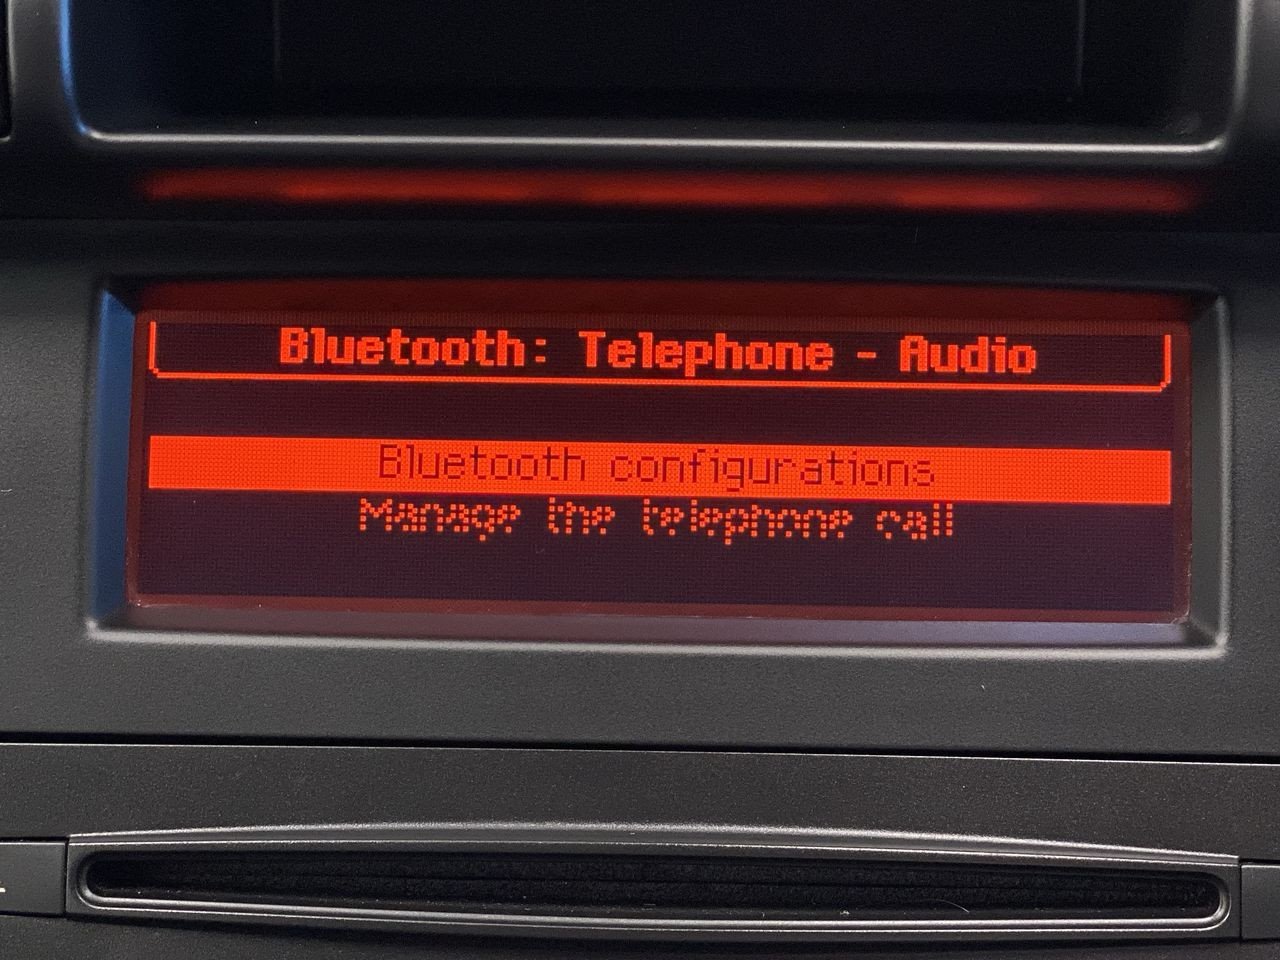 Bluetooth: Telephone - Audio
Bluetooth configurations
Manage the telephone call